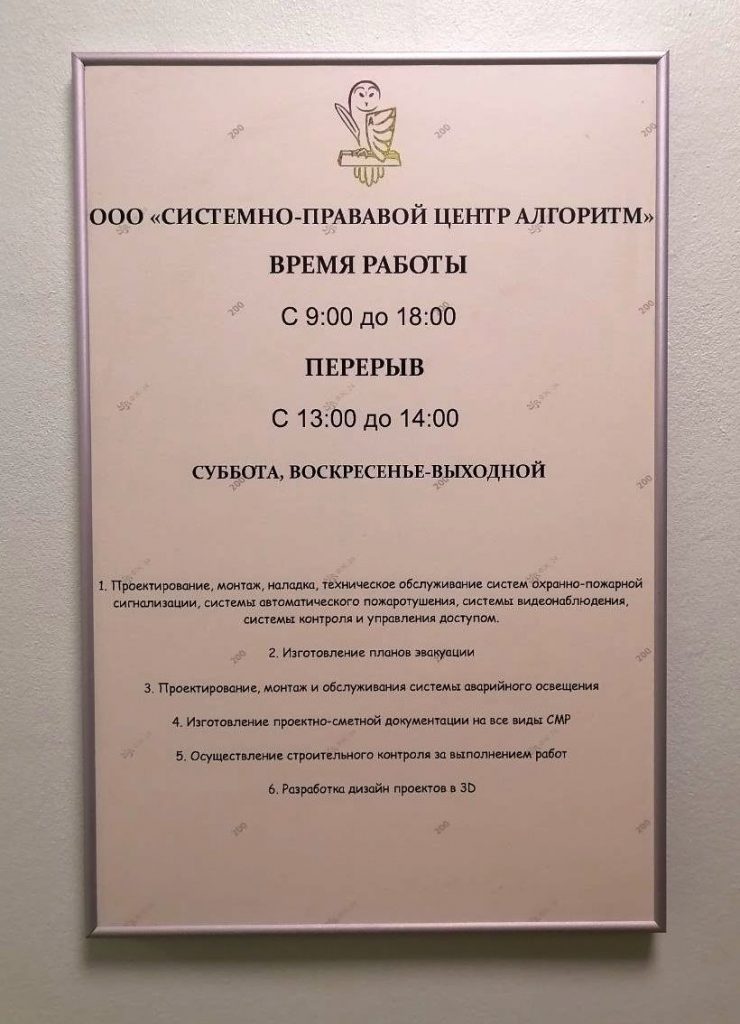 ООО «СИСТЕМНО-ПРАВАВОЙ ЦЕНТР АЛГОРИТМ»
ВРЕМЯ РАБОТЫ
С 9:00 до 18:00
ПЕРЕРЫВ
С 13:00 до 14:00
СУББОТА, ВОСКРЕСЕНЬЕ-ВЫХОДНОЙ
1. Проектирование, монтаж, наладка, техническое обслуживание систем охранно-пожарной
сигнализации, системы автоматического пожаротушения, системы видеонаблюдения,
системы контроля и управления доступом.
2. Изготовление планов эвакуации
3. Проектирование, монтаж и обслуживания системы аварийного освещения
4. Изготовление проектно-сметной документации на все виды СМР
5. Осуществление строительного контроля за выполнением работ
6. Разработка дизайн проектов в 3D